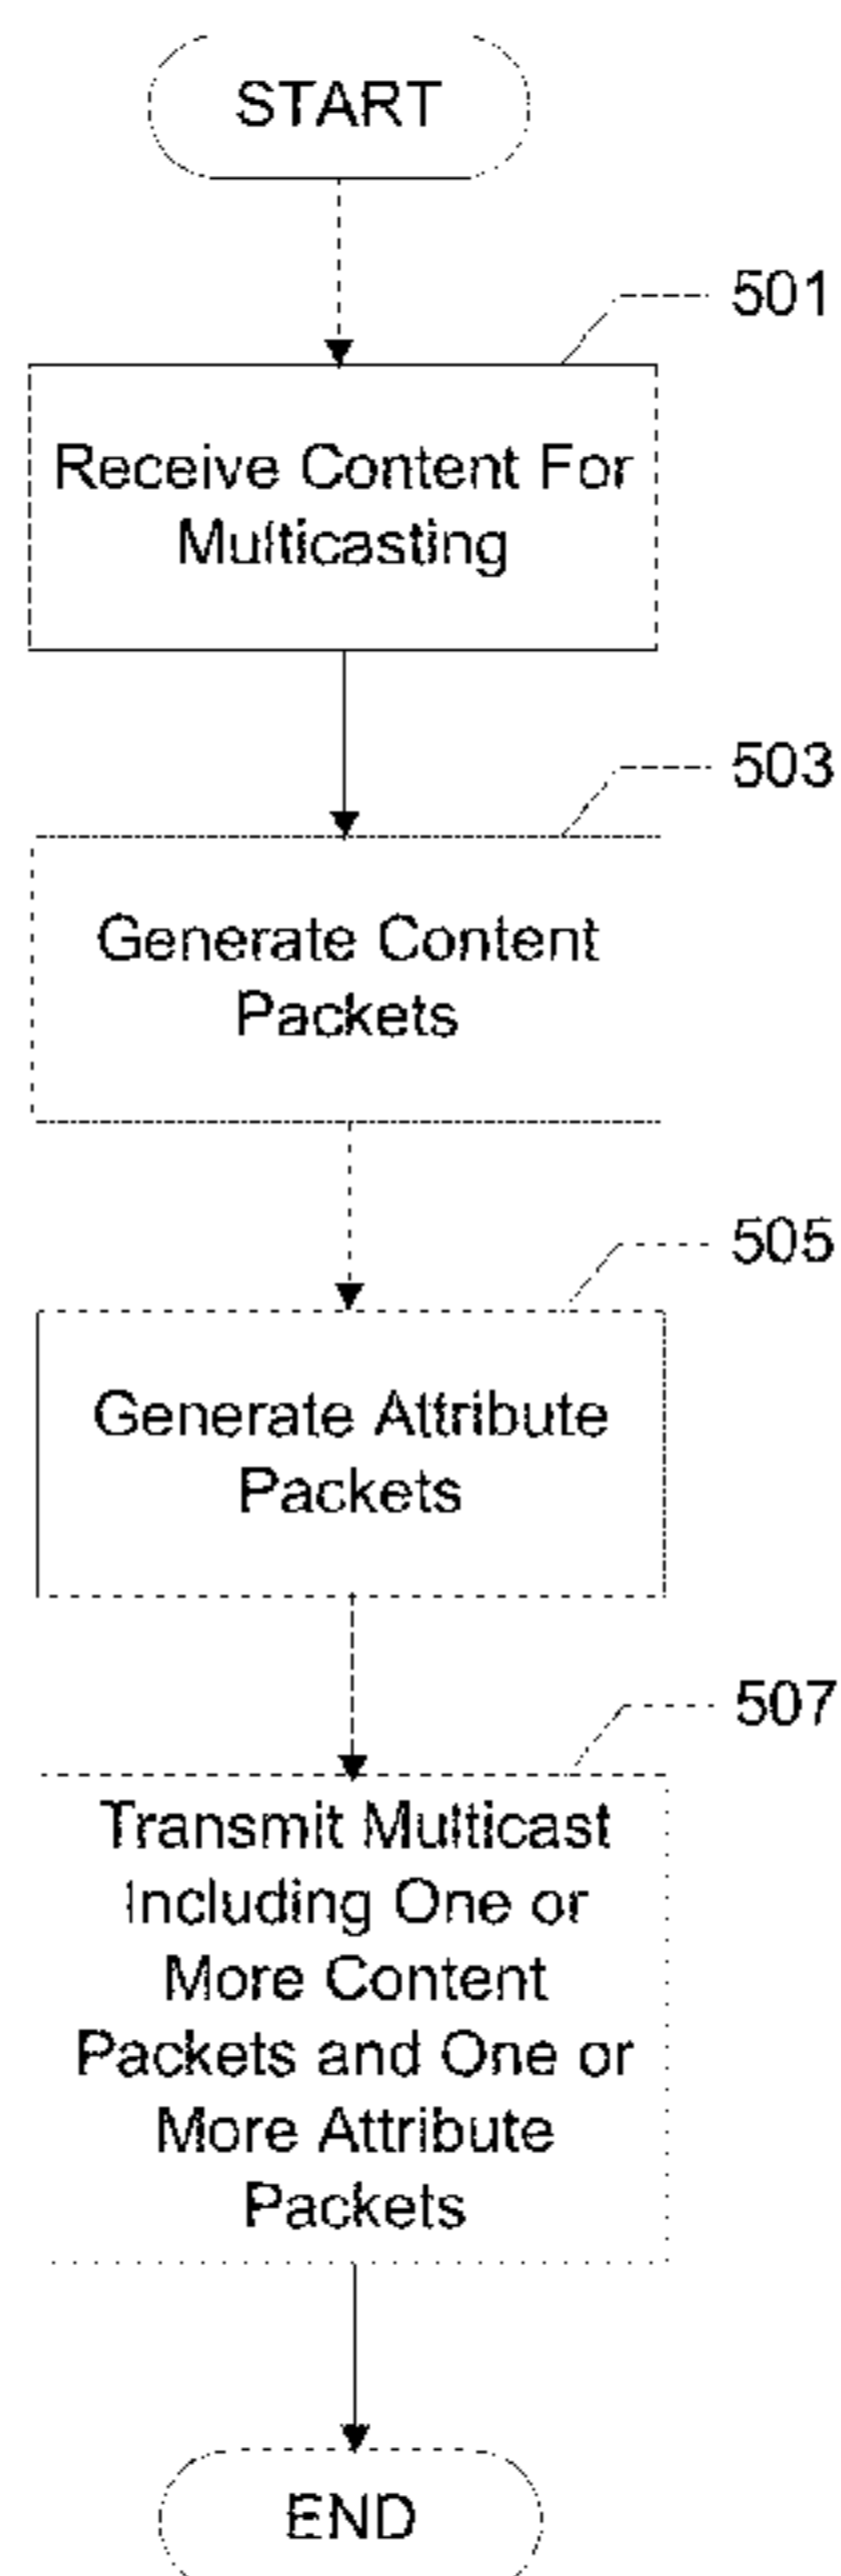 START
501
Receive Content For
Multicasting
503
Generate Content
Packets
505
Generate Attribute
Packets
507
Transmit Multicast
Including One or
More Content
Packets and One or
More Attribute
Packets
END